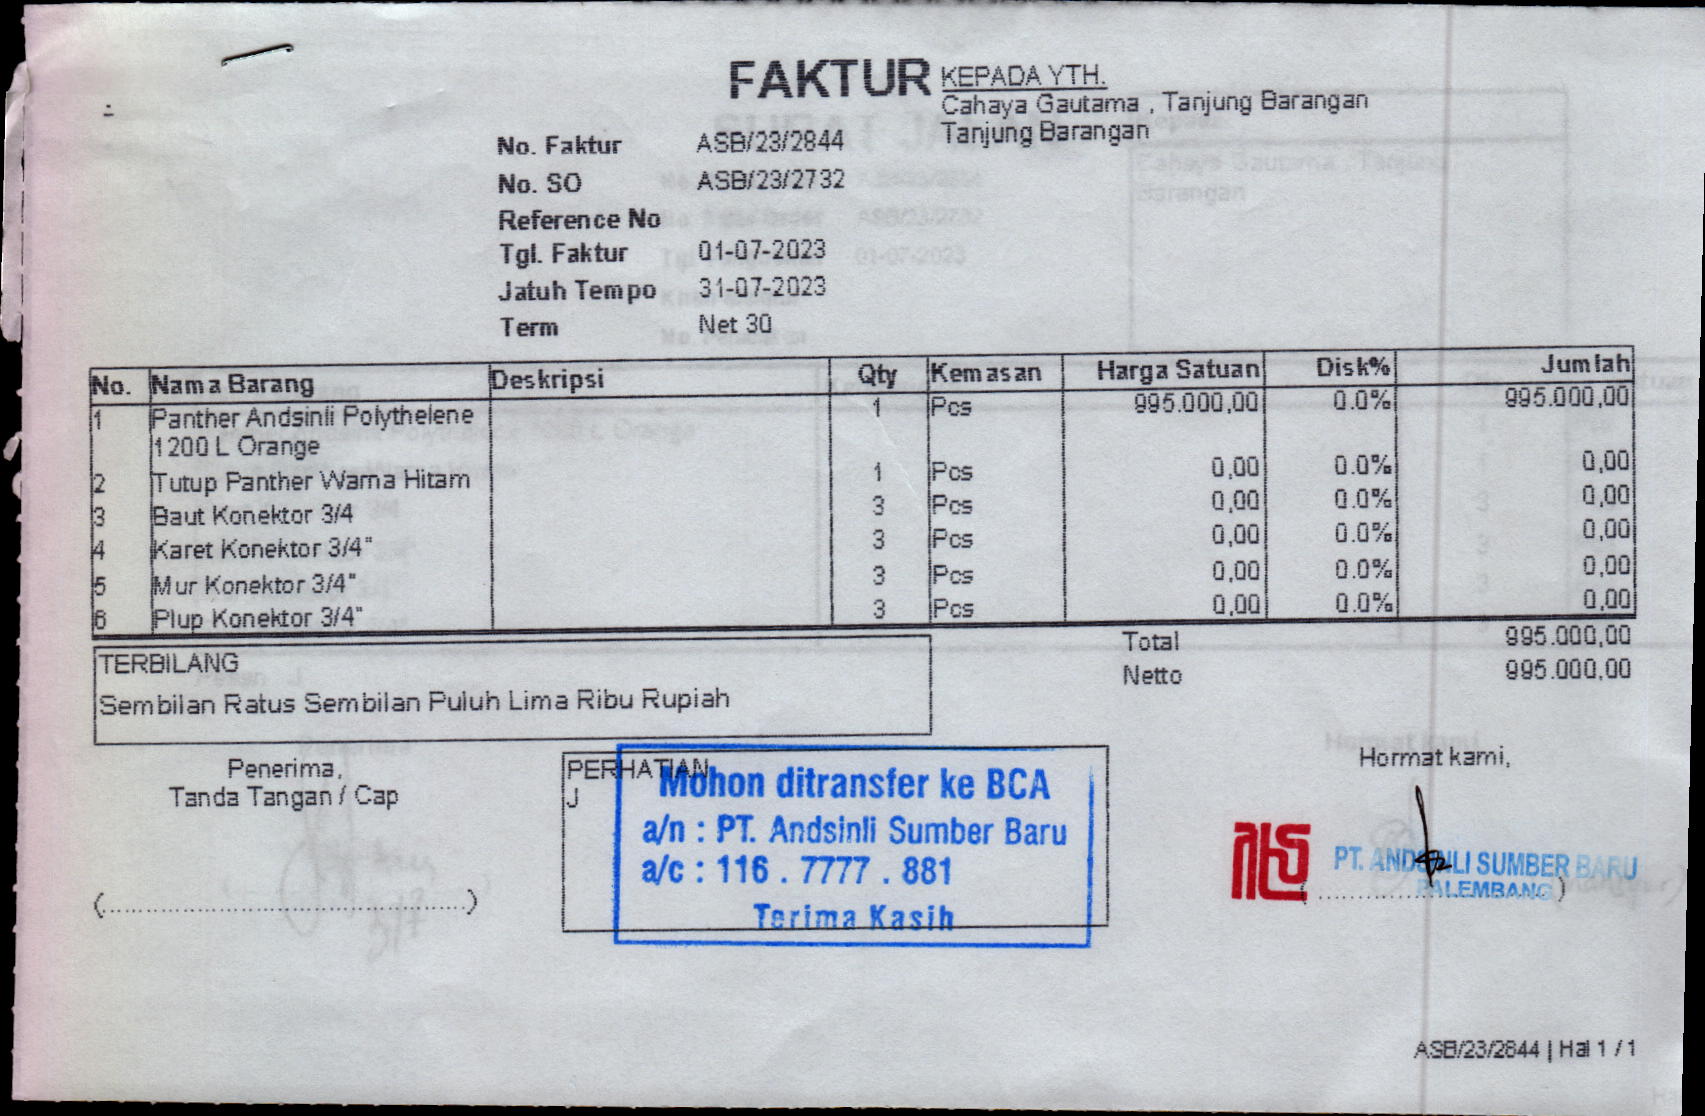 FAKTUR
KEPADA YTH.
Cahaya Gautama , Tanjung Barangan
Tanjung Barangan
No. Faktur ASB/23/2844
No. SO ASB/23/2732
Reference No
Tgl. Faktur 01-07-2023
Jatuh Tempo 31-07-2023
Term Net 30
No. Nama Barang Deskripsi Qty Kemasan Harga Satuan Disk% Jumlah
1 Panther Andsinli Polythelene 1 Pcs 995.000,00 0.0% 995.000,00
1200 L Orange
2 Tutup Panther Warna Hitam 1 Pcs 0,00 0.0% 0,00
3 Baut Konektor 3/4 3 Pcs 0,00 0.0% 0,00
4 Karet Konektor 3/4" 3 Pcs 0,00 0.0% 0,00
5 Mur Konektor 3/4" 3 Pcs 0,00 0.0% 0,00
6 Plup Konektor 3/4" 3 Pcs 0,00 0.0% 0,00
Total 995.000,00
Netto 995.000,00
TERBILANG
Sembilan Ratus Sembilan Puluh Lima Ribu Rupiah
Penerima,
Tanda Tangan / Cap
(......................................................)
PERHATIAN
J
Mohon ditransfer ke BCA
a/n : PT. Andsinli Sumber Baru
a/c : 116 . 7777 . 881
Terima Kasih
Hormat kami,
PT. ANDSINLI SUMBER BARU
PALEMBANG
ASB/23/2844 | Hal 1 / 1